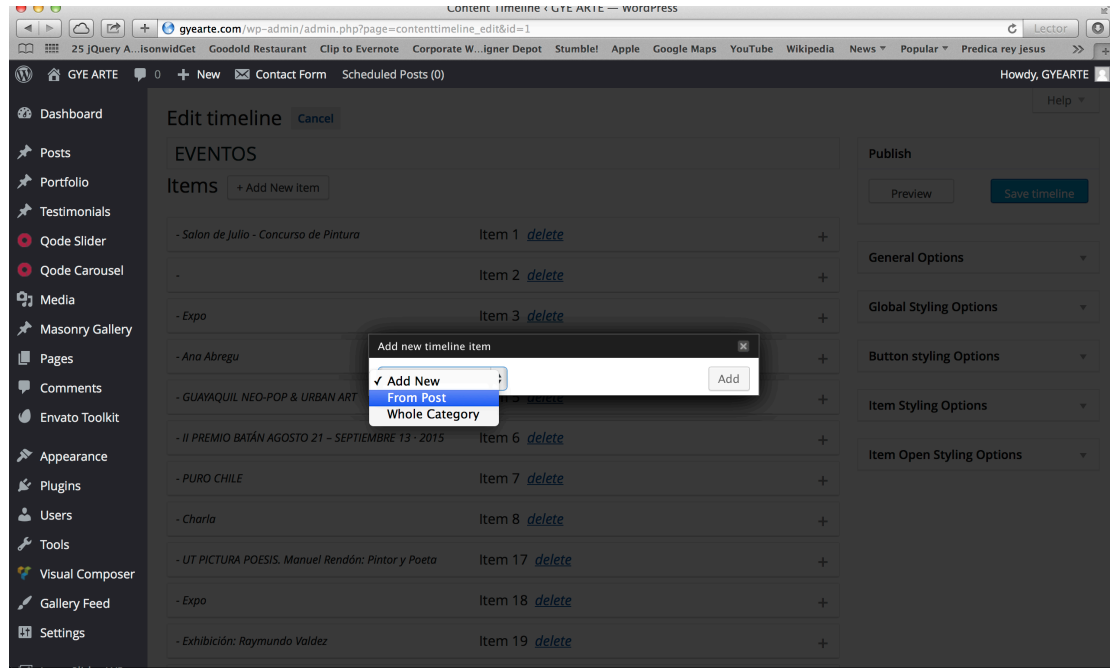 Content Timeline ‹ GYE ARTE — WordPress
gyearte.com/wp-admin/admin.php?page=contenttimeline_edit&id=1
Lector
25 jQuery A...isonwidGet Goodold Restaurant Clip to Evernote Corporate W...igner Depot Stumble! Apple Google Maps YouTube Wikipedia News Popular Predica rey jesus
GYE ARTE 0 + New Contact Form Scheduled Posts (0) Howdy, GYEARTE
Help
Dashboard
Posts
Portfolio
Testimonials
Qode Slider
Qode Carousel
Media
Masonry Gallery
Pages
Comments
Envato Toolkit
Appearance
Plugins
Users
Tools
Visual Composer
Gallery Feed
Settings
Edit timeline Cancel
EVENTOS
Items + Add New item
- Salon de Julio - Concurso de Pintura Item 1 delete +
- Item 2 delete +
- Expo Item 3 delete +
- Ana Abregu +
- GUAYAQUIL NEO-POP & URBAN ART
- II PREMIO BATÁN AGOSTO 21 – SEPTIEMBRE 13 · 2015 Item 6 delete +
- PURO CHILE Item 7 delete +
- Charla Item 8 delete +
- UT PICTURA POESIS. Manuel Rendón: Pintor y Poeta Item 17 delete +
- Expo Item 18 delete +
- Exhibición: Raymundo Valdez Item 19 delete +
Add new timeline item
✓ Add New
From Post
Whole Category
Add
Publish
Preview Save timeline
General Options
Global Styling Options
Button styling Options
Item Styling Options
Item Open Styling Options